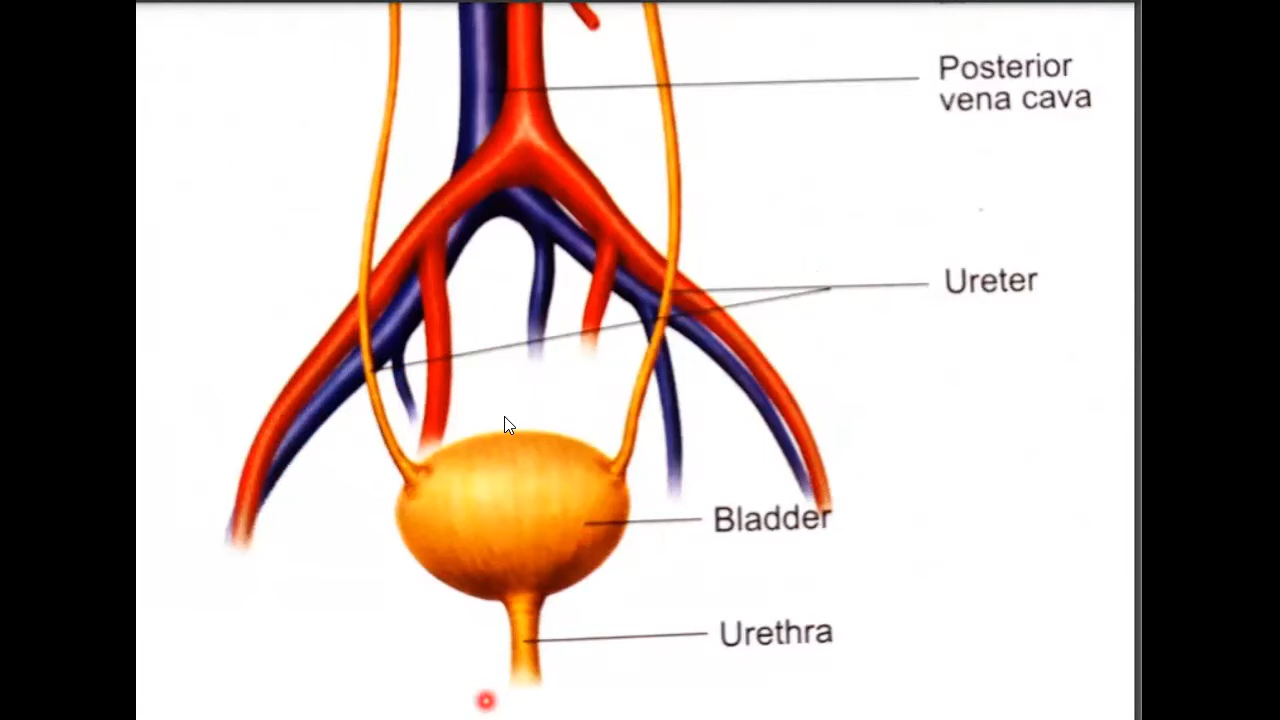 Posterior
vena cava
Ureter
Bladder
Urethra